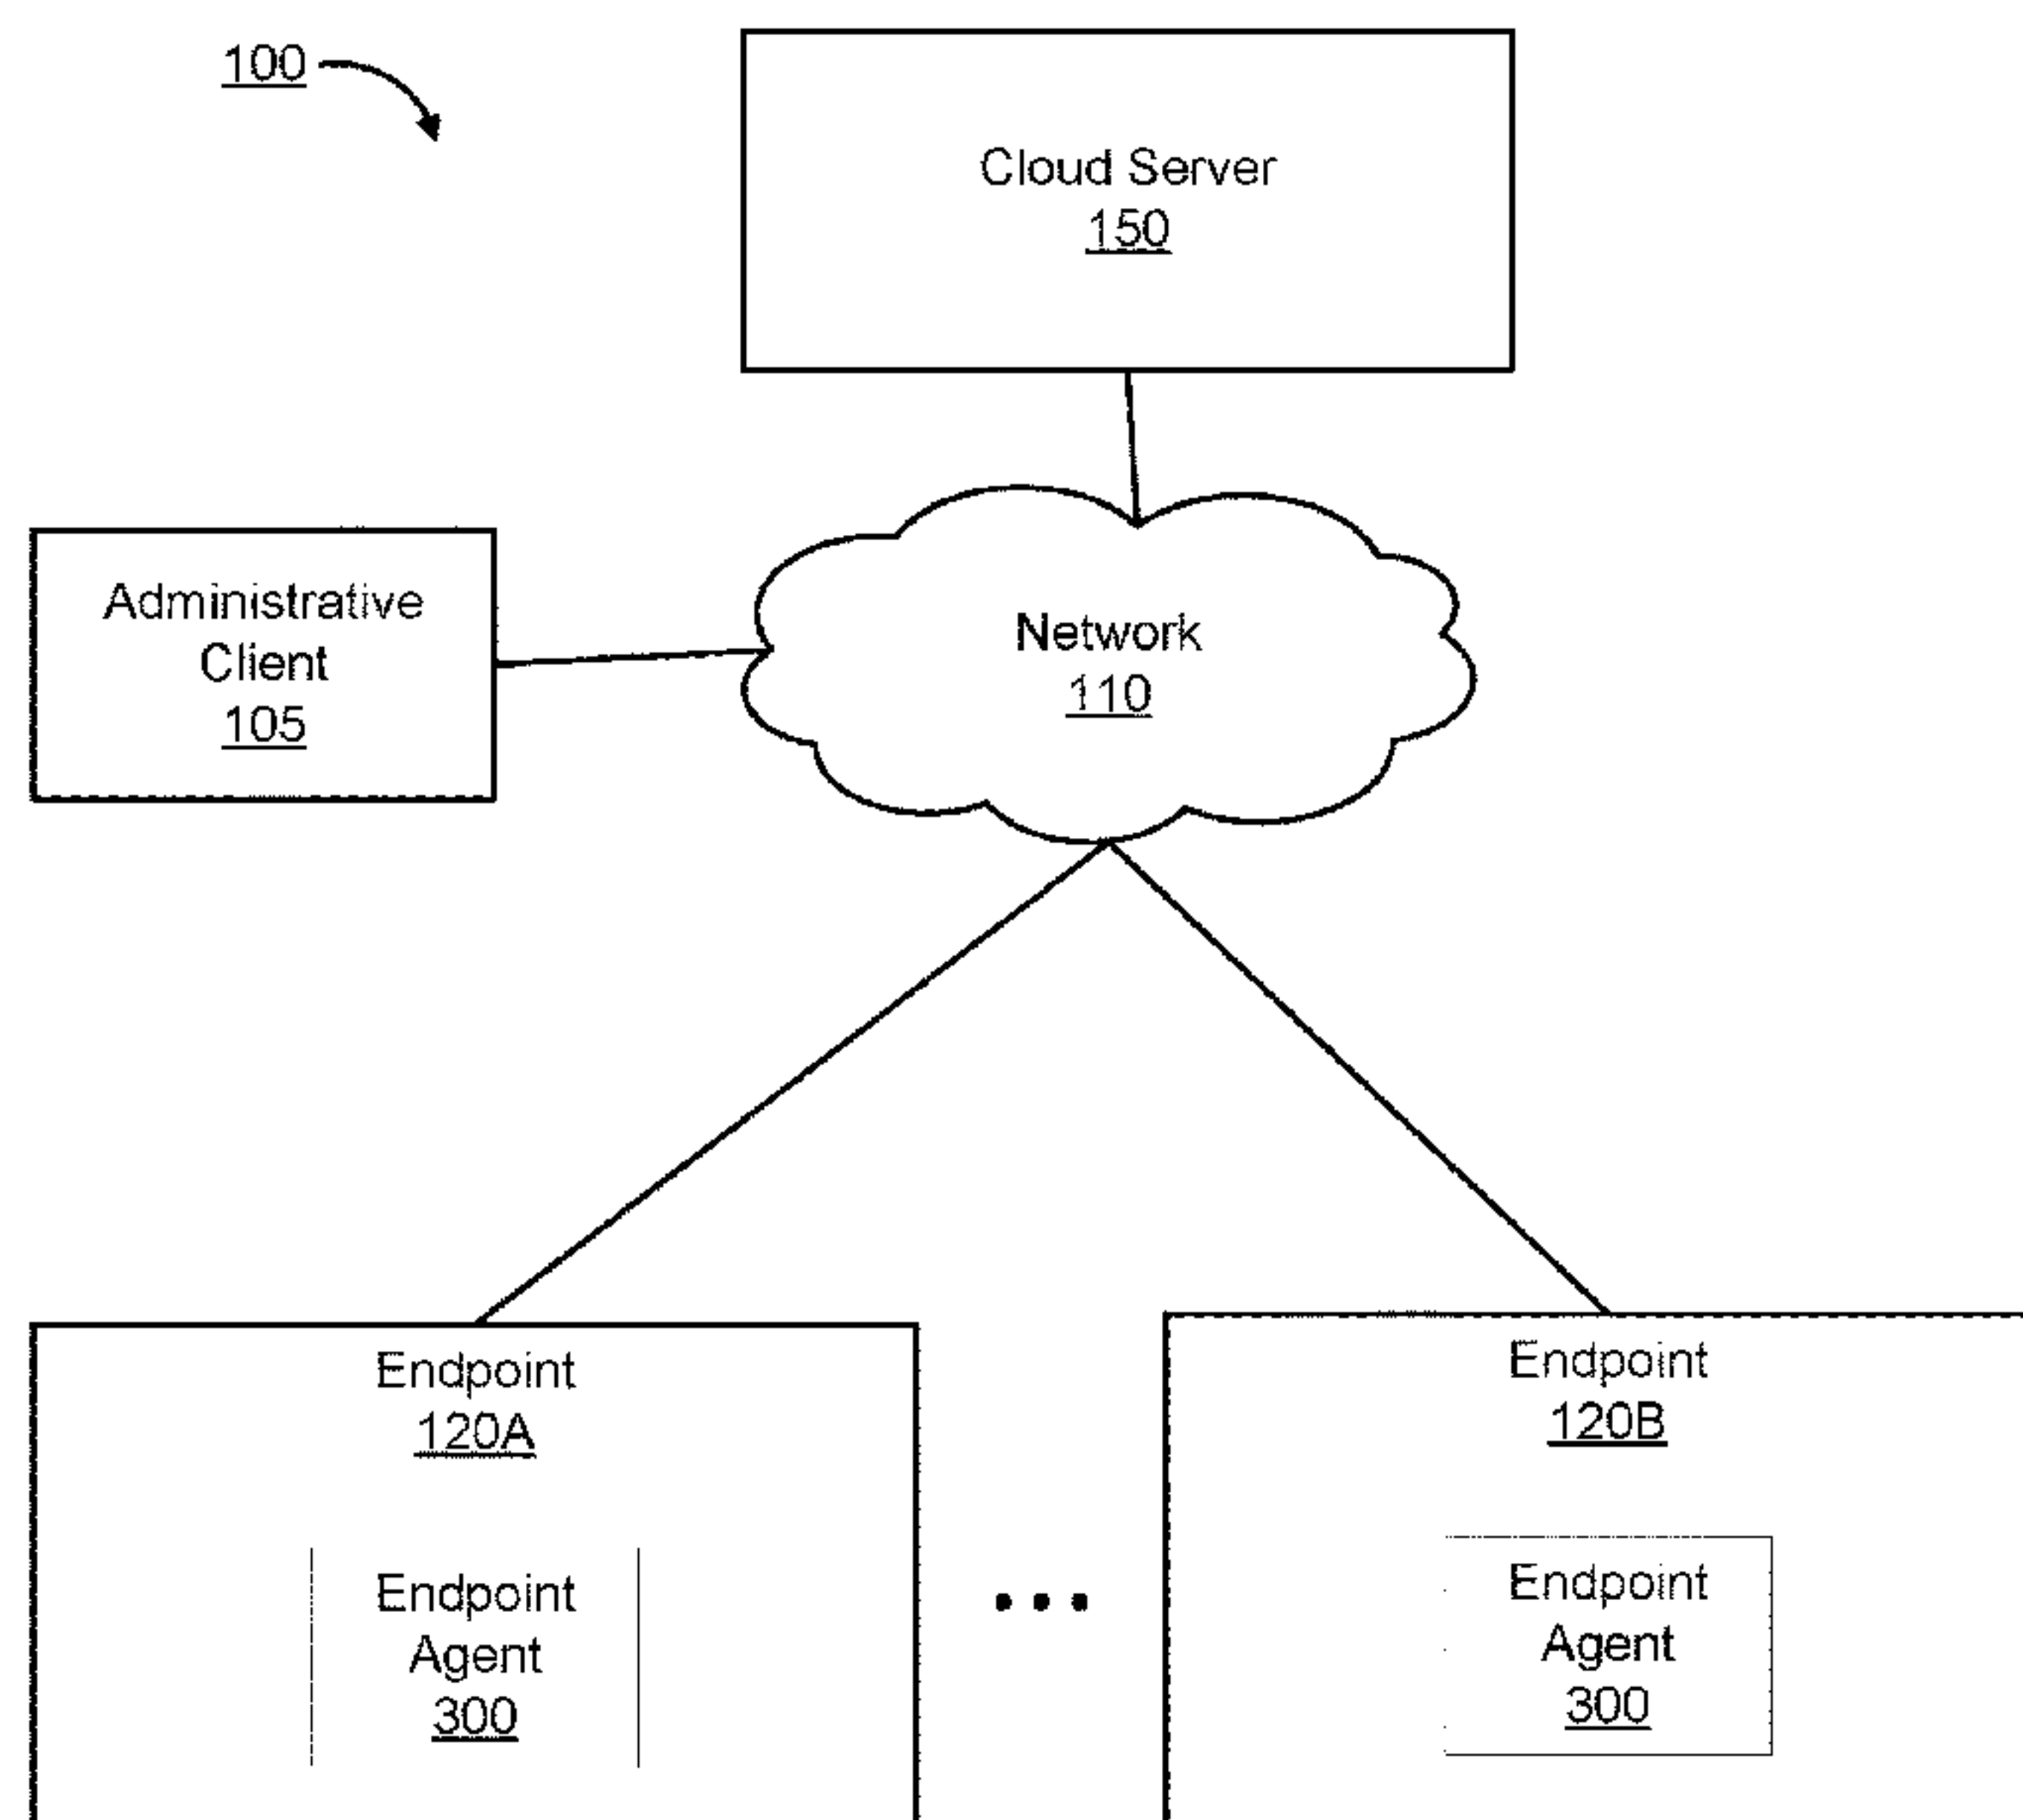 100
Cloud Server
150
Administrative
Client
105
Network
110
Endpoint
120A
Endpoint
Agent
300
Endpoint
120B
Endpoint
Agent
300